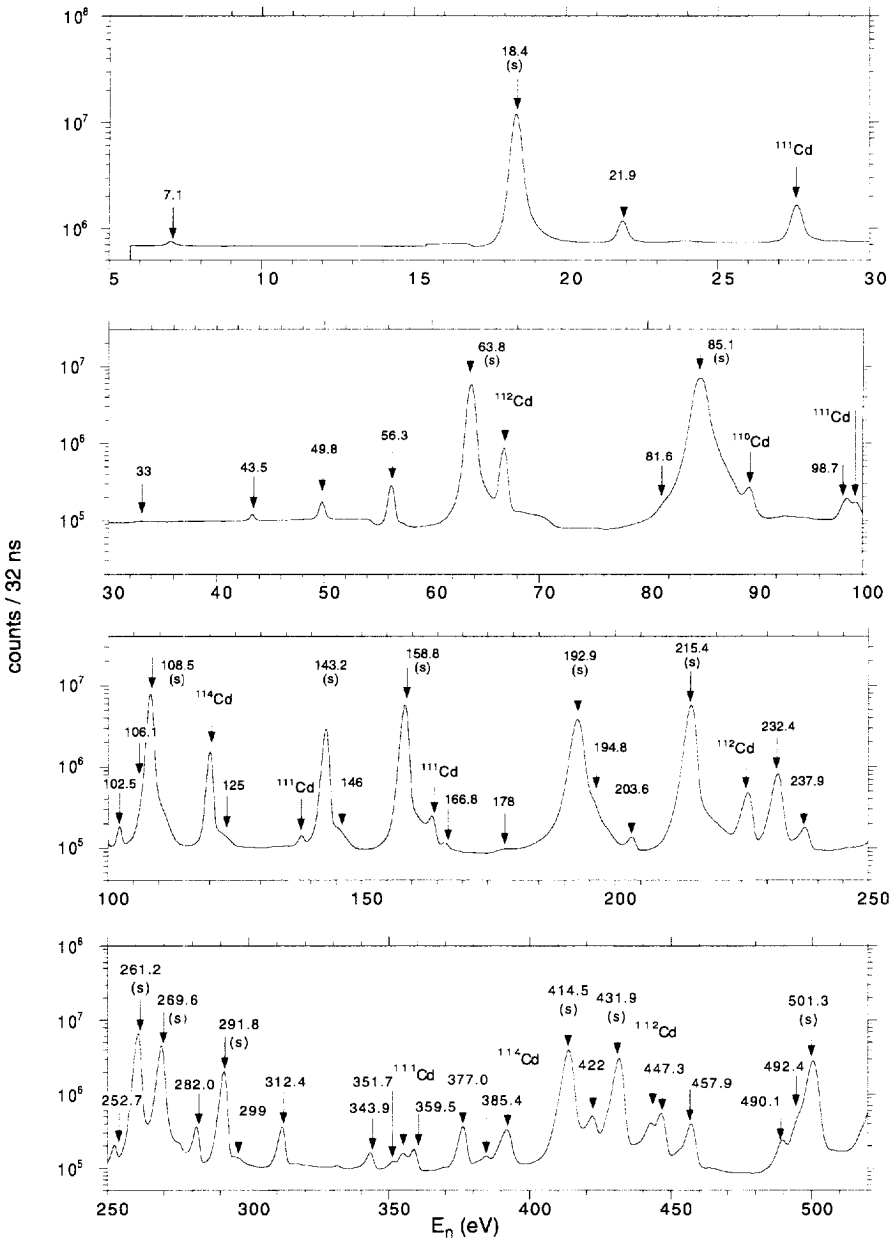 counts / 32 ns
10⁸
10⁷
10⁶
7.1
18.4
(s)
21.9
¹¹¹Cd
5 10 15 20 25 30
10⁷
10⁶
10⁵
33
43.5
49.8
56.3
63.8
(s)
¹¹²Cd
81.6
85.1
(s)
¹¹⁰Cd
98.7
¹¹¹Cd
30 40 50 60 70 80 90 100
10⁷
10⁶
10⁵
102.5
106.1
108.5
(s)
¹¹⁴Cd
125
¹¹¹Cd
143.2
(s)
146
158.8
(s)
¹¹¹Cd
166.8
178
192.9
(s)
194.8
203.6
215.4
(s)
¹¹²Cd
232.4
237.9
100 150 200 250
10⁸
10⁷
10⁶
10⁵
252.7
261.2
(s)
269.6
(s)
282.0
291.8
(s)
299
312.4
343.9
351.7
¹¹¹Cd
359.5
377.0
385.4
¹¹⁴Cd
414.5
(s)
422
431.9
(s)
¹¹²Cd
447.3
457.9
490.1
492.4
501.3
(s)
250 300 350 400 450 500
Eₙ (eV)